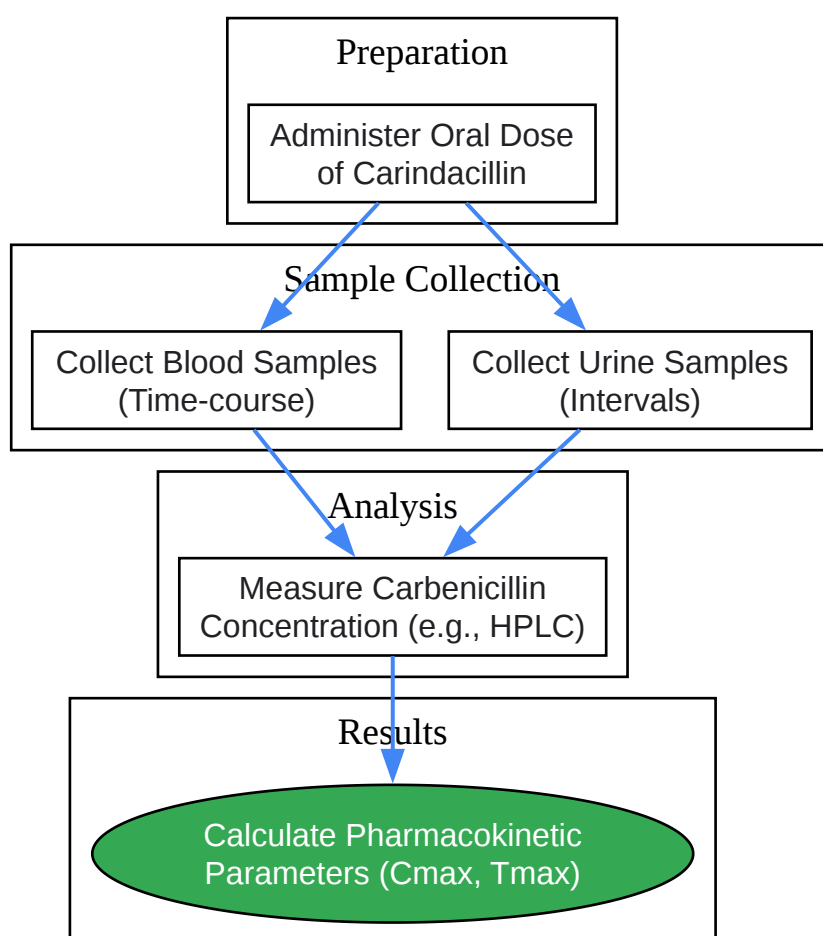 Preparation
Administer Oral Dose
of Carindacillin
Sample Collection
Collect Blood Samples
(Time-course)
Collect Urine Samples
(Intervals)
Analysis
Measure Carbenicillin
Concentration (e.g., HPLC)
Results
Calculate Pharmacokinetic
Parameters (Cmax, Tmax)